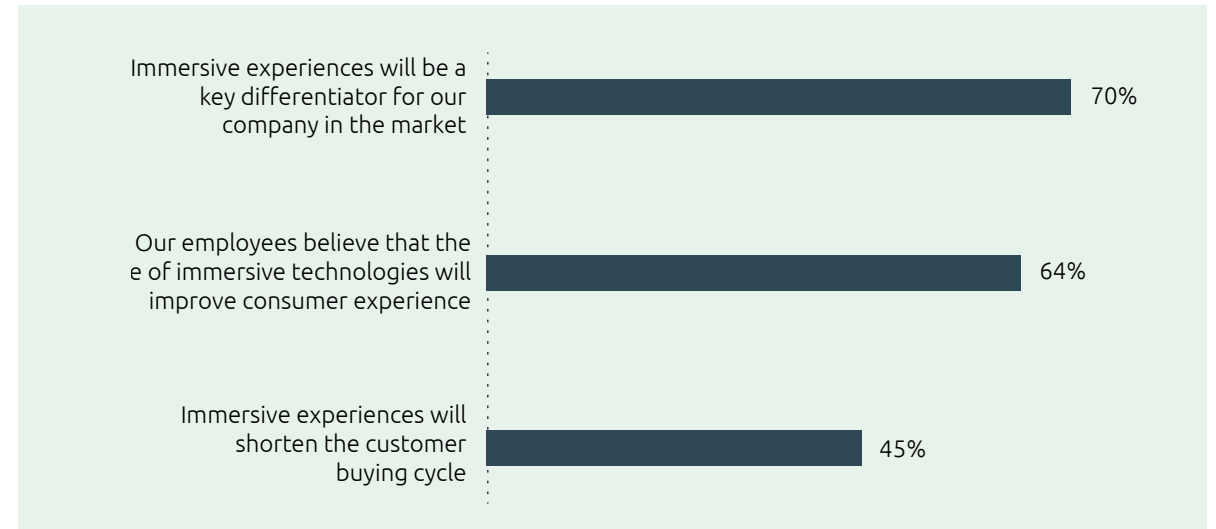 Immersive experiences will be a
key differentiator for our
company in the market
70%
Our employees believe that the
e of immersive technologies will
improve consumer experience
64%
Immersive experiences will
shorten the customer
buying cycle
45%